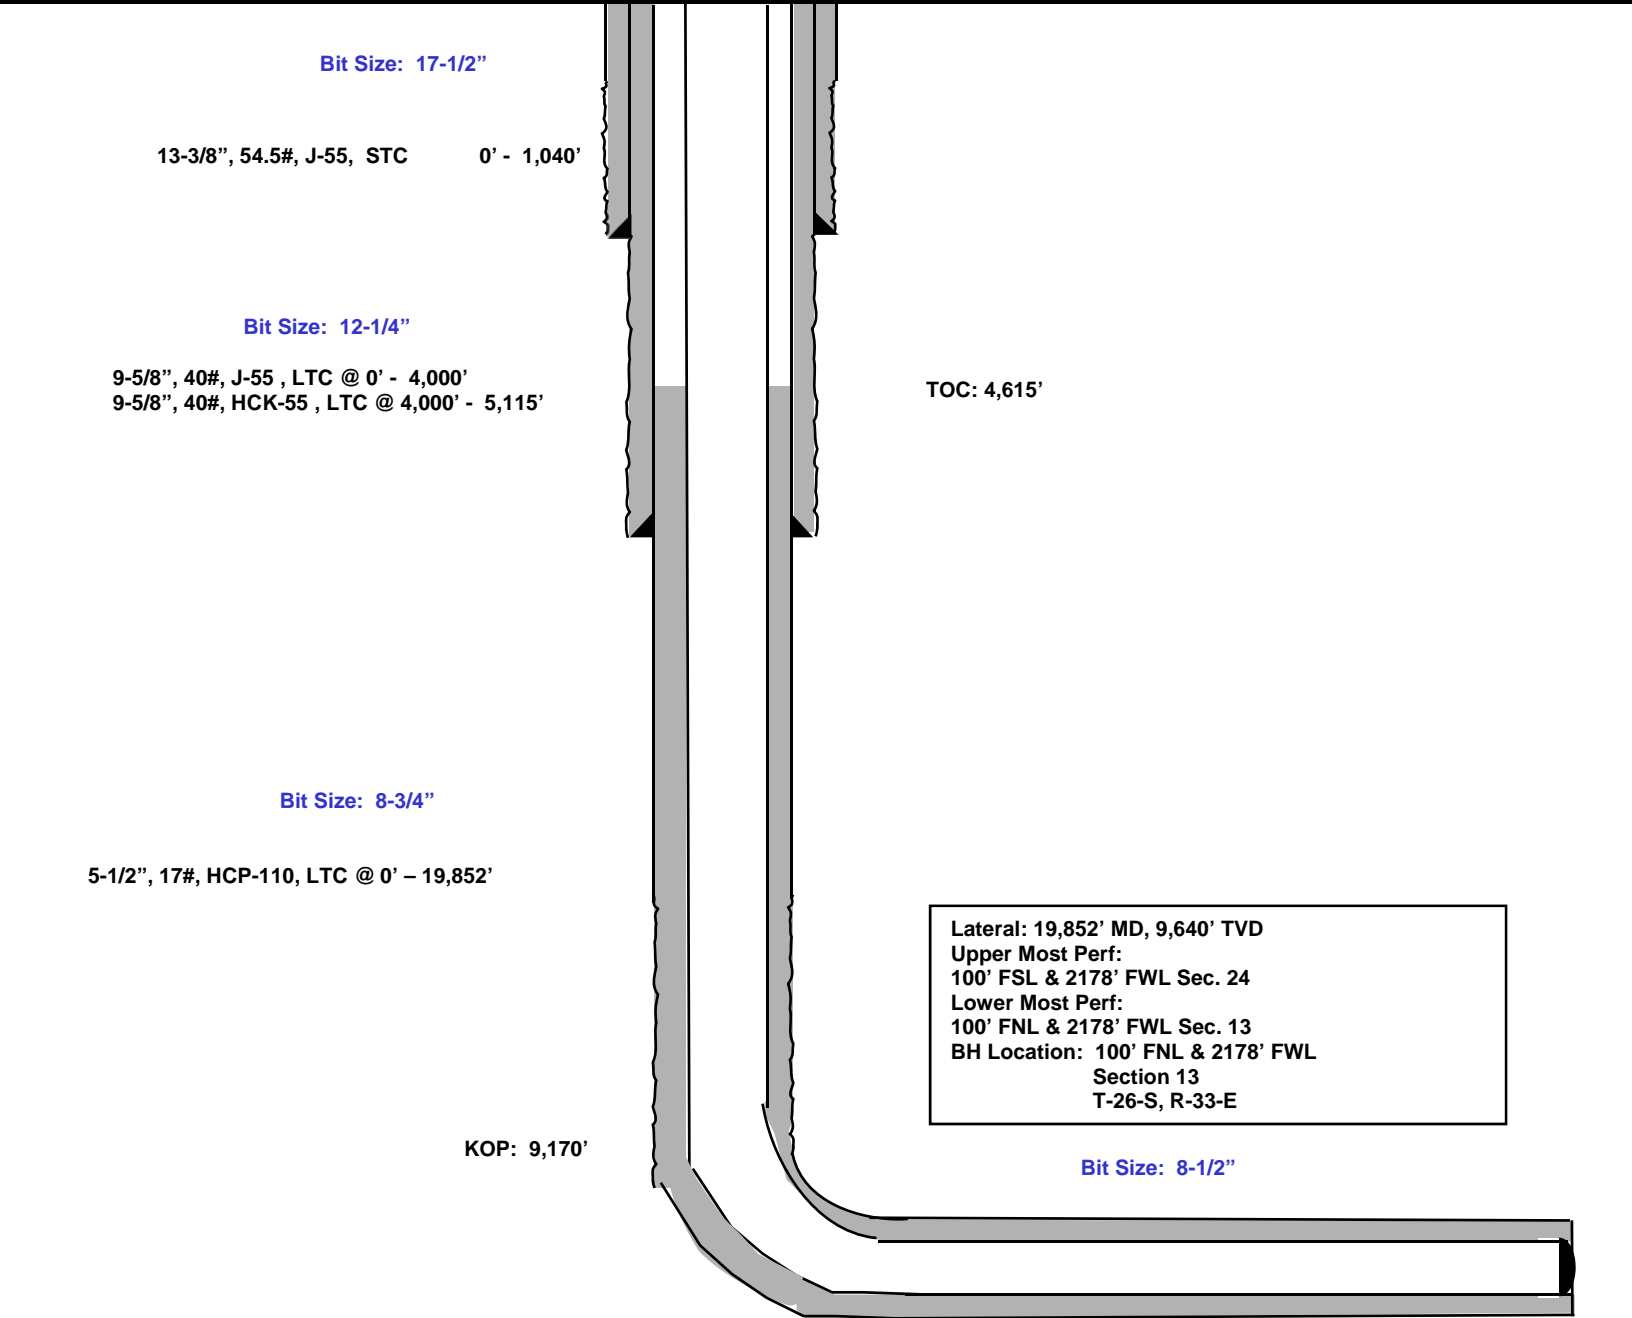 Bit Size:  17-1/2”
13-3/8”, 54.5#, J-55,  STC          0’ -  1,040’
Bit Size:  12-1/4”
9-5/8”, 40#, J-55 , LTC @ 0’ -  4,000’
9-5/8”, 40#, HCK-55 , LTC @ 4,000’ -  5,115’
TOC: 4,615’
Bit Size:  8-3/4”
5-1/2”, 17#, HCP-110, LTC @ 0’ – 19,852’
Lateral: 19,852’ MD, 9,640’ TVD
Upper Most Perf:
100’ FSL & 2178’ FWL Sec. 24
Lower Most Perf:
100’ FNL & 2178’ FWL Sec. 13
BH Location:  100’ FNL & 2178’ FWL
Section 13
T-26-S, R-33-E
KOP:  9,170’
Bit Size:  8-1/2”